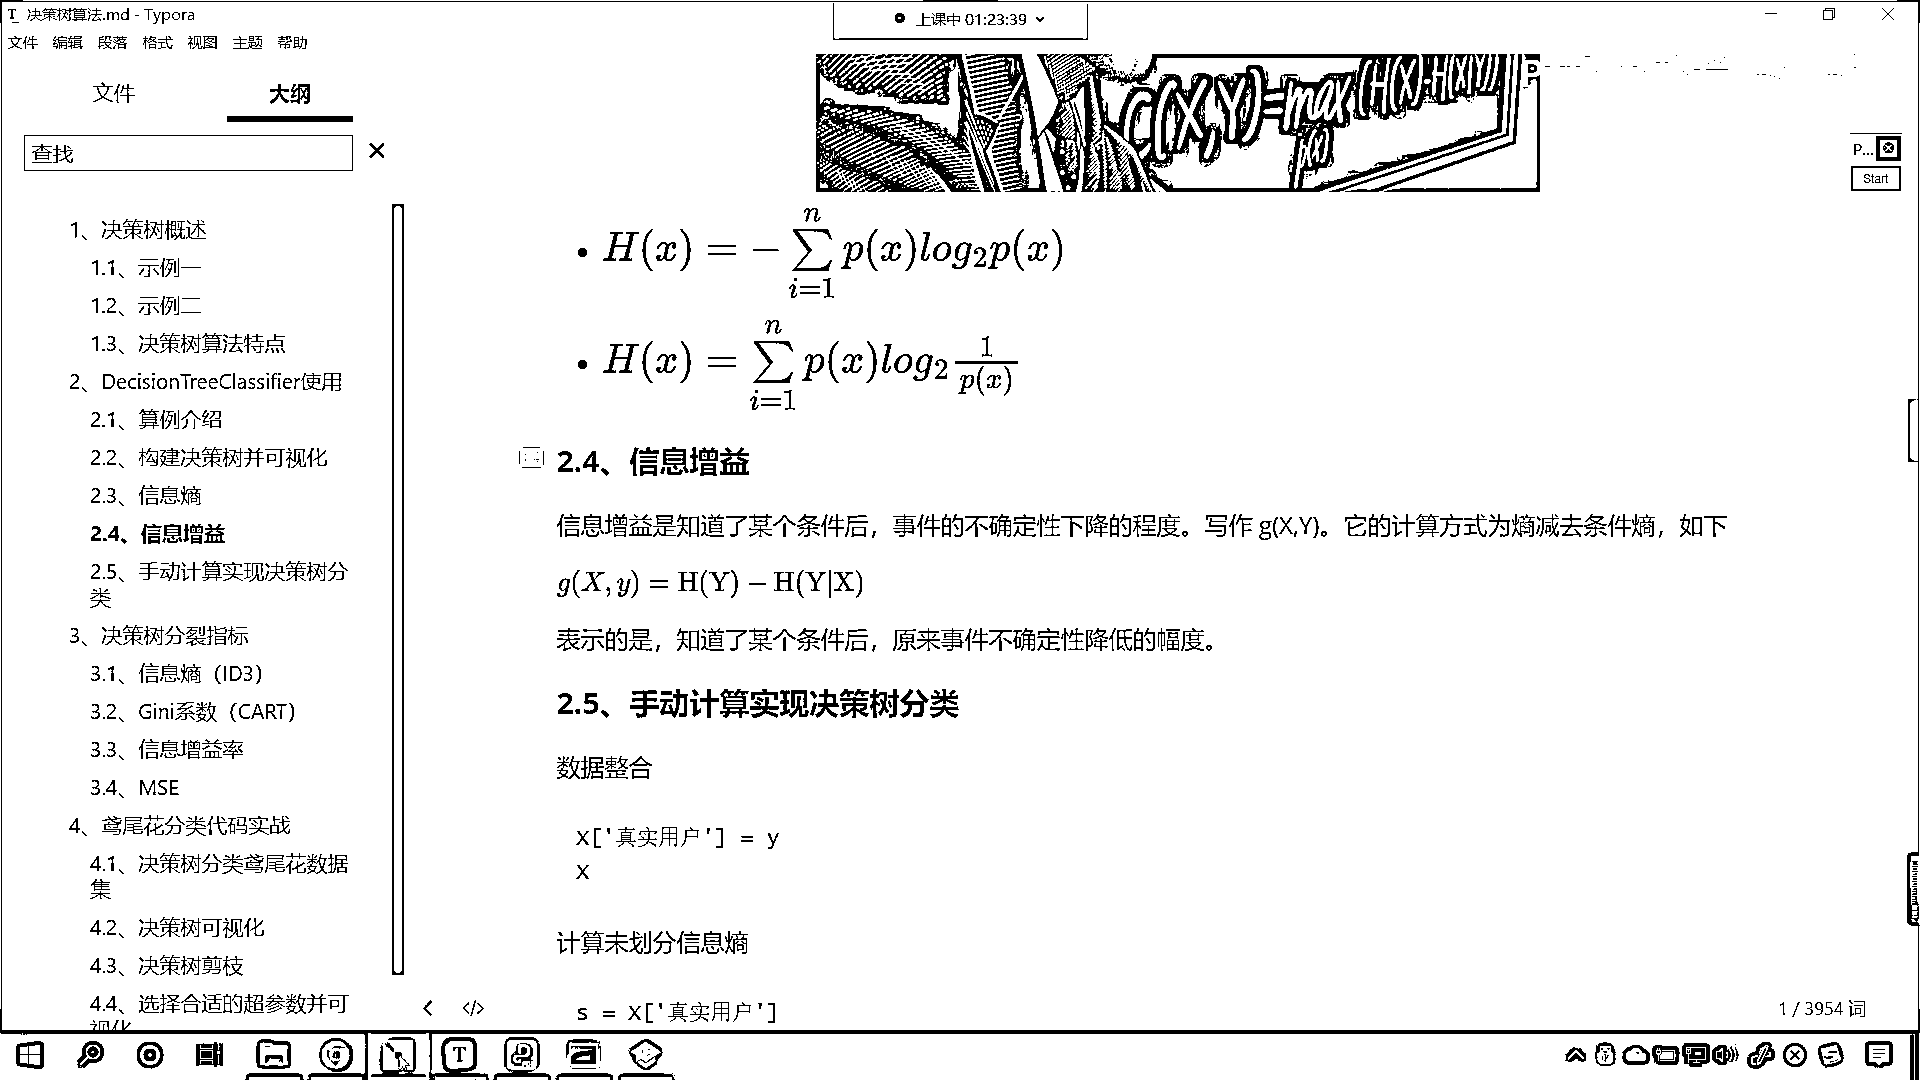 决策树算法.md - Typora
上课中 01:23:39
文件 编辑 段落 格式 视图 主题 帮助
文件 大纲
查找
1、决策树概述
1.1、示例一
1.2、示例二
1.3、决策树算法特点
2、DecisionTreeClassifier使用
2.1、算例介绍
2.2、构建决策树并可视化
2.3、信息熵
2.4、信息增益
2.5、手动计算实现决策树分
类
3、决策树分裂指标
3.1、信息熵（ID3）
3.2、Gini系数（CART）
3.3、信息增益率
3.4、MSE
4、鸢尾花分类代码实战
4.1、决策树分类鸢尾花数据
集
4.2、决策树可视化
4.3、决策树剪枝
4.4、选择合适的超参数并可
视化
C(X,Y)=max(H(X)-H(X|Y))
p(x)
P...
Start
• H(x) = −∑_{i=1}^{n} p(x)log₂p(x)
• H(x) = ∑_{i=1}^{n} p(x)log₂ 1/p(x)
2.4、信息增益
信息增益是知道了某个条件后，事件的不确定性下降的程度。写作 g(X,Y)。它的计算方式为熵减去条件熵，如下
g(X, y) = H(Y) − H(Y|X)
表示的是，知道了某个条件后，原来事件不确定性降低的幅度。
2.5、手动计算实现决策树分类
数据整合
X['真实用户'] = y
X
计算未划分信息熵
s = X['真实用户']
1 / 3954 词